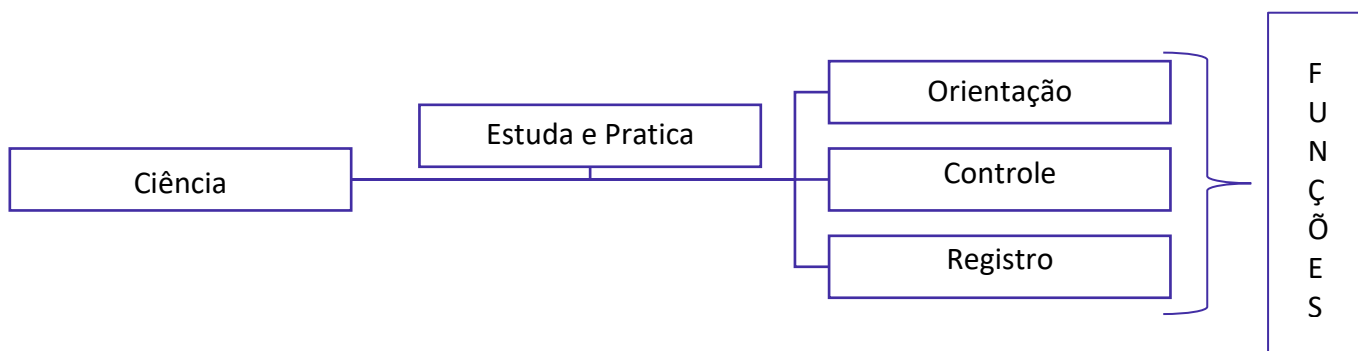 Ciência
Estuda e Pratica
Orientação
Controle
Registro
F
U
N
Ç
Õ
E
S